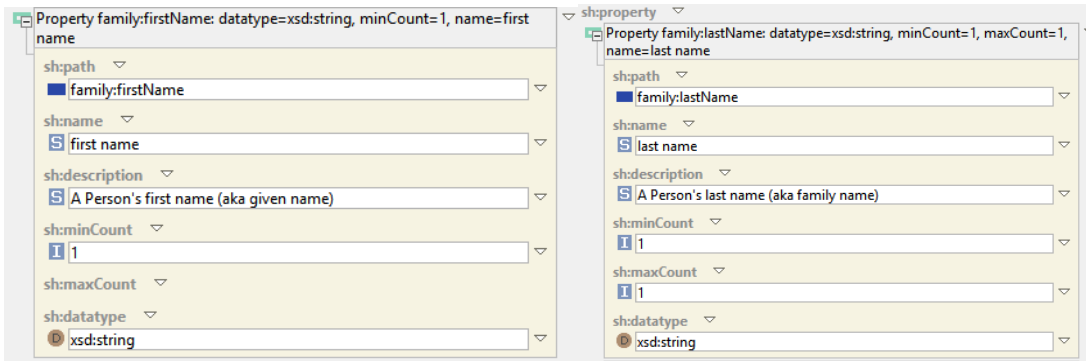 Property family:firstName: datatype=xsd:string, minCount=1, name=first
name
sh:path
family:firstName
sh:name
S first name
sh:description
S A Person's first name (aka given name)
sh:minCount
I 1
sh:maxCount
sh:datatype
D xsd:string
sh:property
Property family:lastName: datatype=xsd:string, minCount=1, maxCount=1,
name=last name
sh:path
family:lastName
sh:name
S last name
sh:description
S A Person's last name (aka family name)
sh:minCount
I 1
sh:maxCount
I 1
sh:datatype
D xsd:string